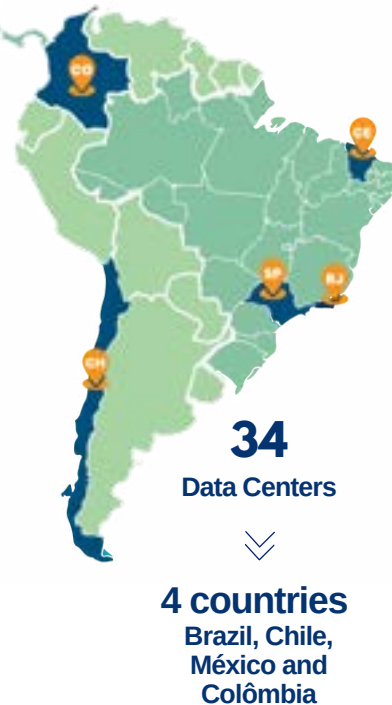 CO
CE
SP
RJ
CH
34
Data Centers
4 countries
Brazil, Chile,
México and
Colômbia